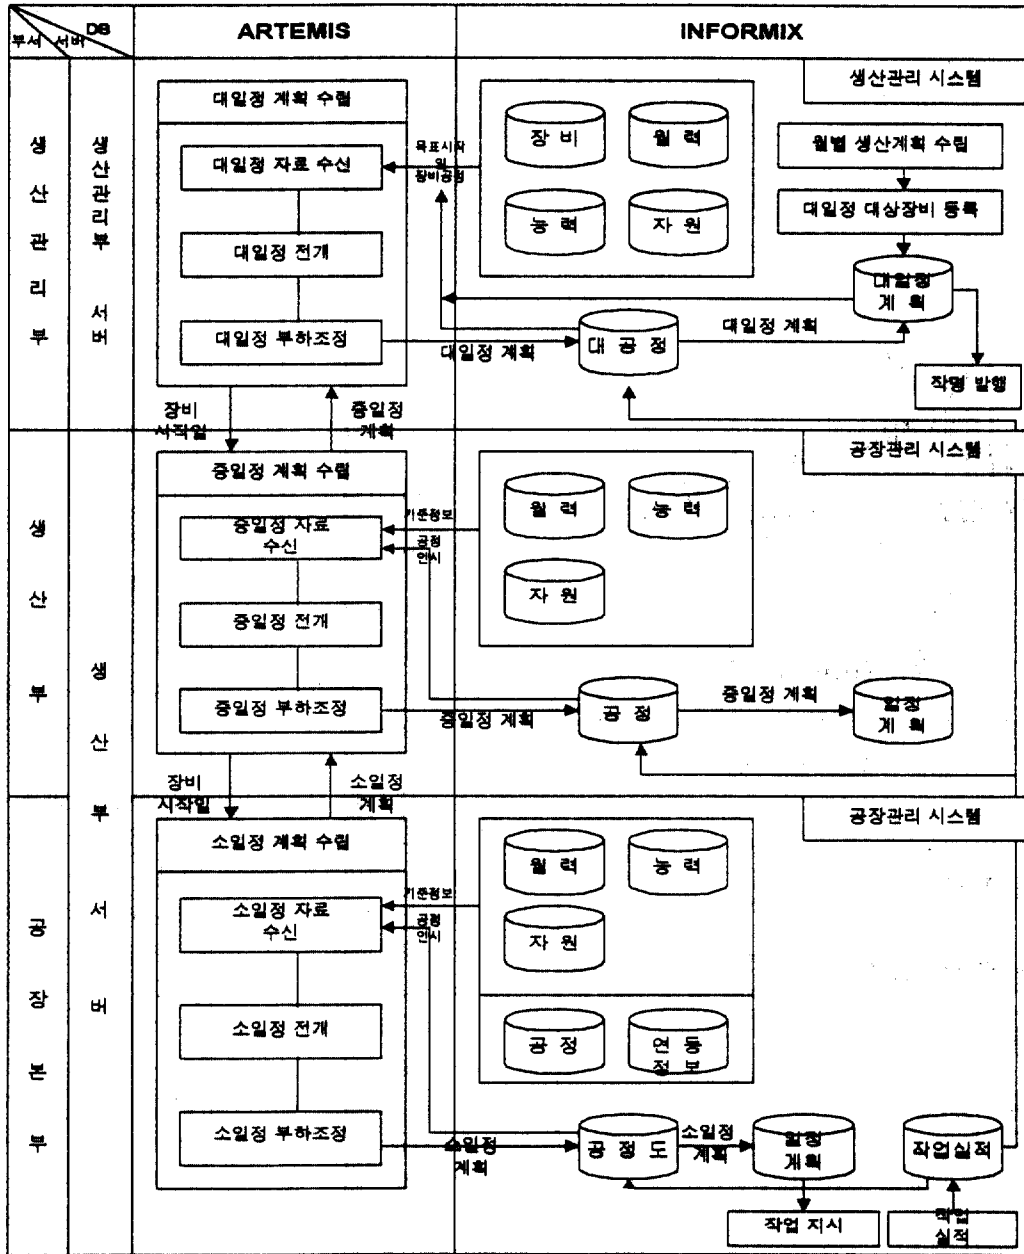 DB
부서 서버
ARTEMIS
INFORMIX
생산관리부
생산관리부 서버
대일정 계획 수립
대일정 자료 수신
대일정 전개
대일정 부하조정
목표시작
일
장비공정
장 비
월 력
능 력
자 원
생산관리 시스템
월별 생산계획 수립
대일정 대상장비 등록
대일정
계 획
대일정 계획
대 공 정
대일정 계획
작명 발행
장비
시작일
중일정
계획
생산부
생산부 서버
중일정 계획 수립
중일정 자료
수신
중일정 전개
중일정 부하조정
기준정보
공정
인시
월 력
능 력
자 원
공장관리 시스템
중일정 계획
공 정
중일정 계획
일정
계 획
장비
시작일
소일정
계획
공장본부
소일정 계획 수립
소일정 자료
수신
소일정 전개
소일정 부하조정
기준정보
공정
인시
월 력
능 력
자 원
공 정
연 동
정 보
공장관리 시스템
소일정
계획
공 정 도
소일정
계획
일정
계획
작업실적
작업 지시
작업
실적